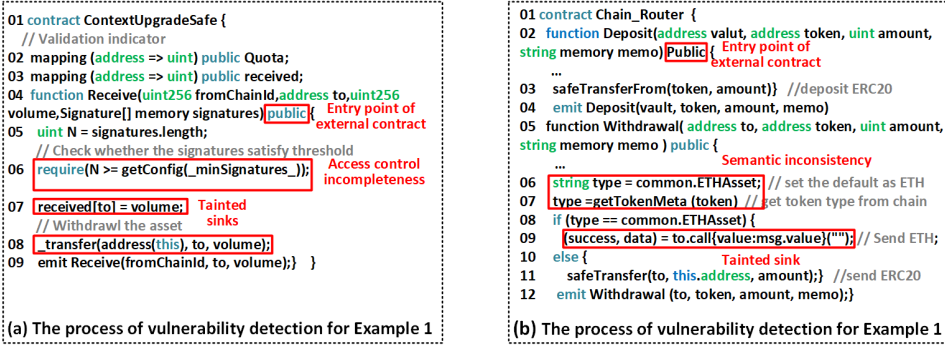 01 contract ContextUpgradeSafe {
// Validation indicator
02 mapping (address => uint) public Quota;
03 mapping (address => uint) public received;
04 function Receive(uint256 fromChainId,address to,uint256
volume,Signature[] memory signatures) public {
Entry point of
external contract
05 uint N = signatures.length;
// Check whether the signatures satisfy threshold
06 require(N >= getConfig(_minSignatures_));
Access control
incompleteness
07 received[to] = volume;
Tainted
sinks
// Withdrawl the asset
08 _transfer(address(this), to, volume);
09 emit Receive(fromChainId, to, volume);} }
(a) The process of vulnerability detection for Example 1
01 contract Chain_Router {
02 function Deposit(address valut, address token, uint amount,
string memory memo) Public {
Entry point of
external contract
...
03 safeTransferFrom(token, amount)} //deposit ERC20
04 emit Deposit(vault, token, amount, memo)
05 function Withdrawal( address to, address token, uint amount,
string memory memo ) public {
...
Semantic inconsistency
06 string type = common.ETHAsset; // set the default as ETH
07 type =getTokenMeta (token) // get token type from chain
08 if (type == common.ETHAsset) {
09 (success, data) = to.call{value:msg.value}(""); // Send ETH;
10 else {
Tainted sink
11 safeTransfer(to, this.address, amount);} //send ERC20
12 emit Withdrawal (to, token, amount, memo);}
(b) The process of vulnerability detection for Example 1